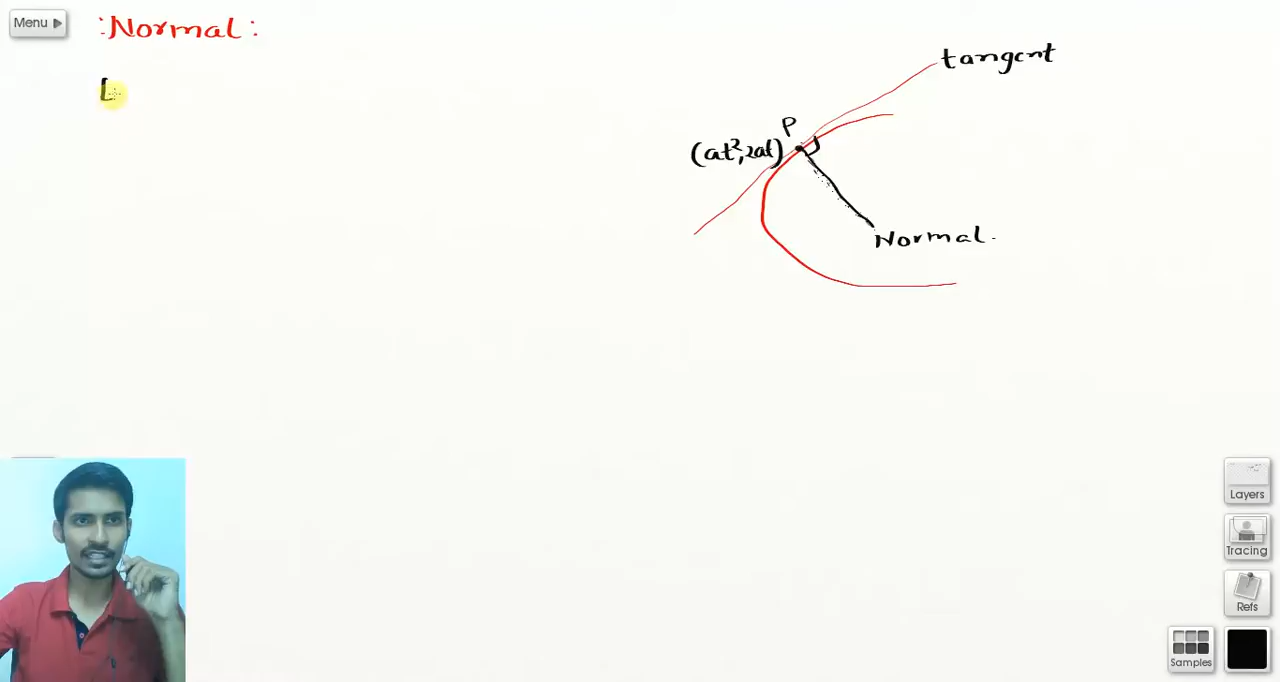 Menu
:Normal:
tangent
P
(at²,2at)
Normal.
Layers
Tracing
Refs
Samples